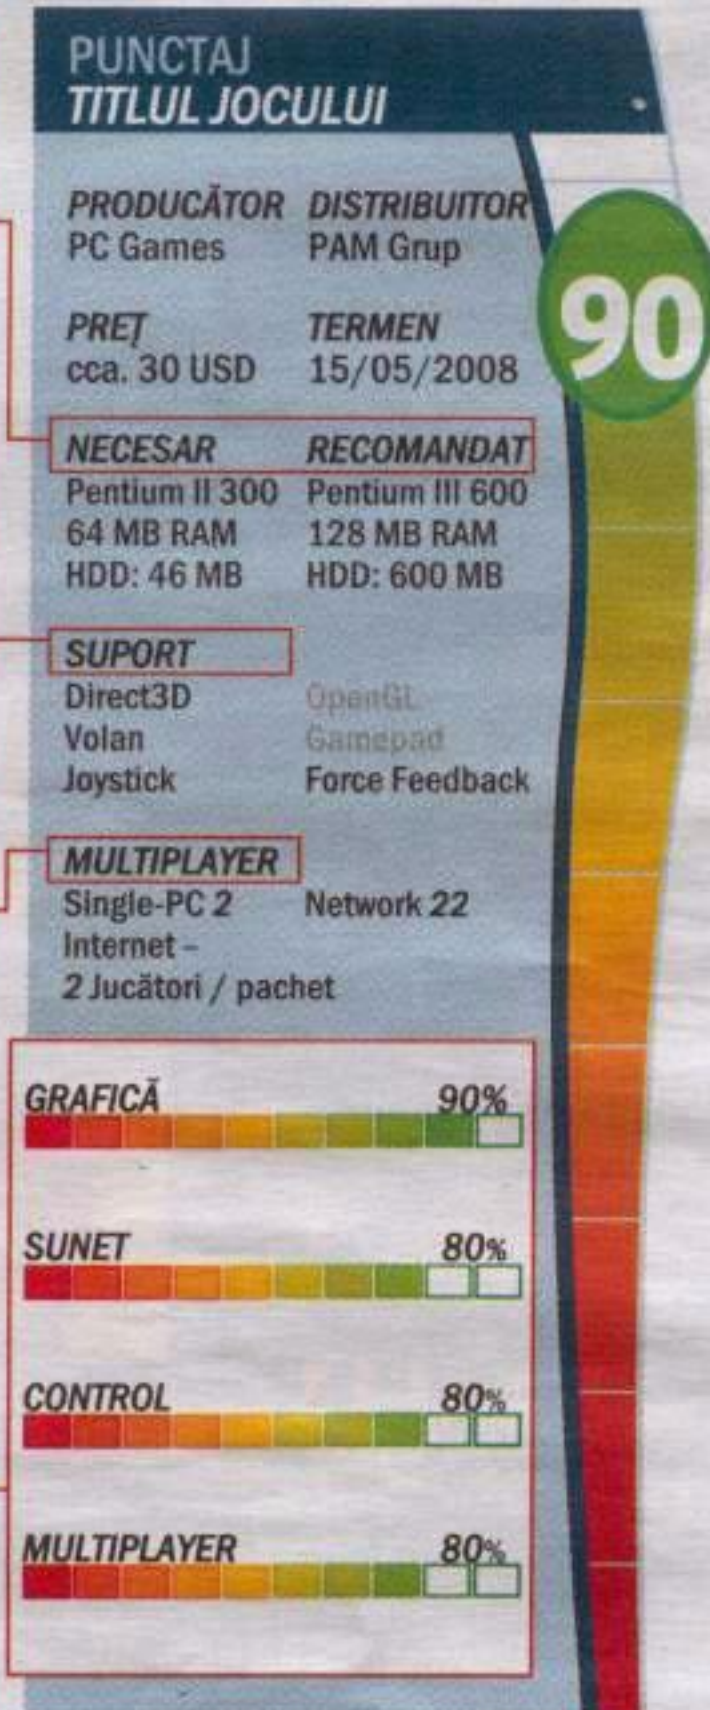 PUNCTAJ
TITLUL JOCULUI
PRODUCĂTOR DISTRIBUITOR
PC Games PAM Grup
90
PREȚ TERMEN
cca. 30 USD 15/05/2008
NECESAR RECOMANDAT
Pentium II 300 Pentium III 600
64 MB RAM 128 MB RAM
HDD: 46 MB HDD: 600 MB
SUPORT
Direct3D OpenGL
Volan Gamepad
Joystick Force Feedback
MULTIPLAYER
Single-PC 2 Network 22
Internet –
2 Jucători / pachet
GRAFICĂ 90%
SUNET 80%
CONTROL 80%
MULTIPLAYER 80%